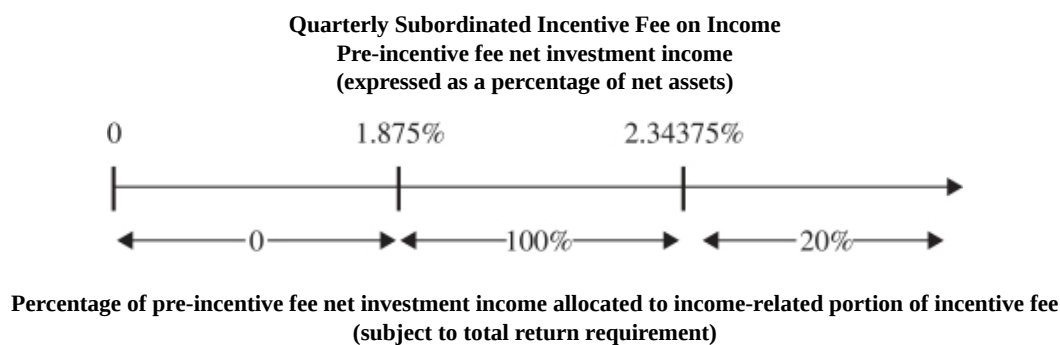 Quarterly Subordinated Incentive Fee on Income
Pre-incentive fee net investment income
(expressed as a percentage of net assets)
0 1.875% 2.34375%
0 100% 20%
Percentage of pre-incentive fee net investment income allocated to income-related portion of incentive fee
(subject to total return requirement)